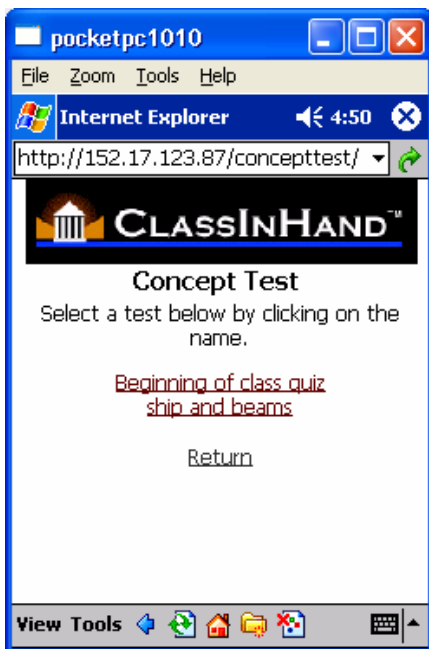 pocketpc1010
File Zoom Tools Help
Internet Explorer 4:50
http://152.17.123.87/concepttest/
CLASSINHAND™
Concept Test
Select a test below by clicking on the
name.
Beginning of class quiz
ship and beams
Return
View Tools